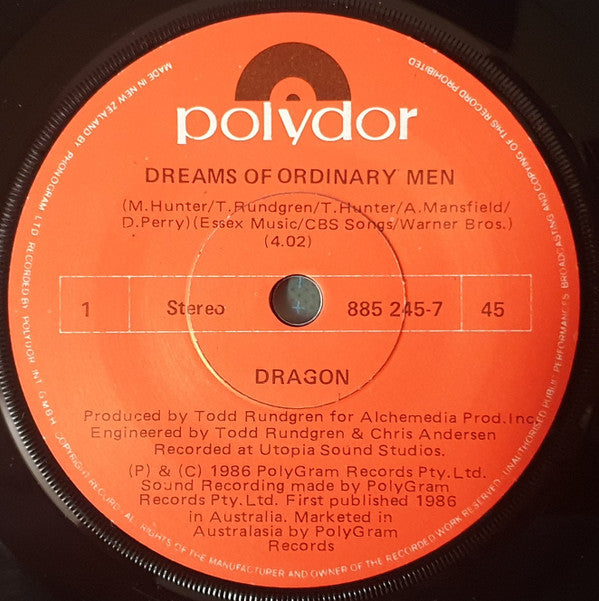 polydor
DREAMS OF ORDINARY MEN
(M.Hunter/T.Rundgren/T.Hunter/A.Mansfield/
D.Perry)(Essex Music/CBS Songs/Warner Bros.)
(4.02)
1 Stereo 885 245-7 45
DRAGON
Produced by Todd Rundgren for Alchemedia Prod.Inc
Engineered by Todd Rundgren & Chris Andersen
Recorded at Utopia Sound Studios.
(P) & (C) 1986 PolyGram Records Pty.Ltd.
Sound Recording made by PolyGram
Records Pty.Ltd. First published 1986
in Australia. Marketed in
Australasia by PolyGram
Records
MADE IN NEW ZEALAND BY PHONOGRAM LTD. RECORDED BY POLYDOR INT. GMBH. COPYRIGHT RECORD. ALL RIGHTS OF THE MANUFACTURER AND OWNER OF THE RECORDED WORK RESERVED. UNAUTHORISED PUBLIC PERFORMANCES BROADCASTING AND COPYING OF THIS RECORD PROHIBITED